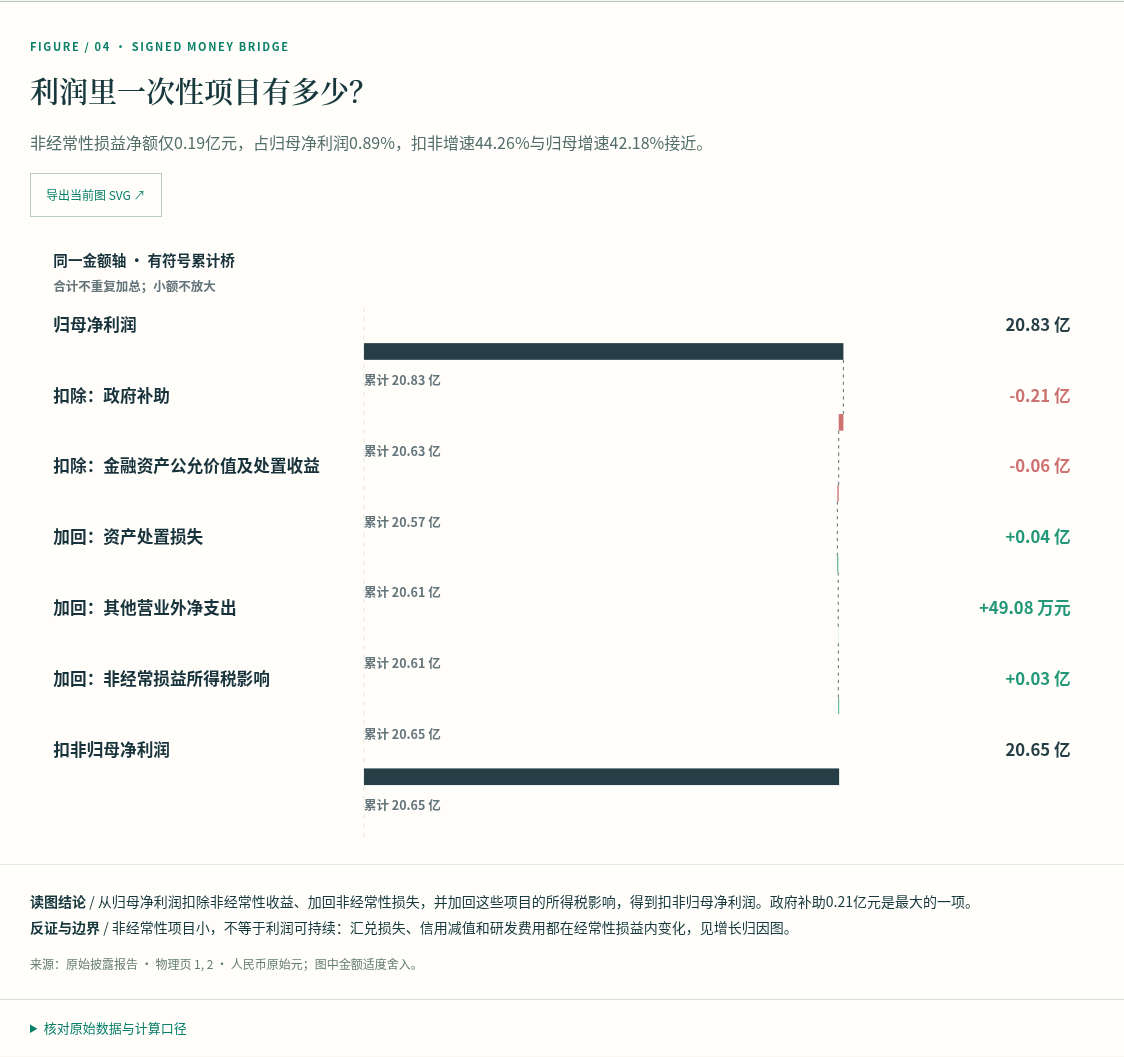 FIGURE / 04 · SIGNED MONEY BRIDGE
利润里一次性项目有多少？
非经常性损益净额仅0.19亿元，占归母净利润0.89%，扣非增速44.26%与归母增速42.18%接近。
导出当前图 SVG ↗
同一金额轴 · 有符号累计桥
合计不重复加总；小额不放大
归母净利润
20.83 亿
累计 20.83 亿
扣除：政府补助
-0.21 亿
累计 20.63 亿
扣除：金融资产公允价值及处置收益
-0.06 亿
累计 20.57 亿
加回：资产处置损失
+0.04 亿
累计 20.61 亿
加回：其他营业外净支出
+49.08 万元
累计 20.61 亿
加回：非经常损益所得税影响
+0.03 亿
累计 20.65 亿
扣非归母净利润
20.65 亿
累计 20.65 亿
读图结论 / 从归母净利润扣除非经常性收益、加回非经常性损失，并加回这些项目的所得税影响，得到扣非归母净利润。政府补助0.21亿元是最大的一项。
反证与边界 / 非经常性项目小，不等于利润可持续：汇兑损失、信用减值和研发费用都在经常性损益内变化，见增长归因图。
来源：原始披露报告 · 物理页 1, 2 · 人民币原始元；图中金额适度舍入。
▶ 核对原始数据与计算口径